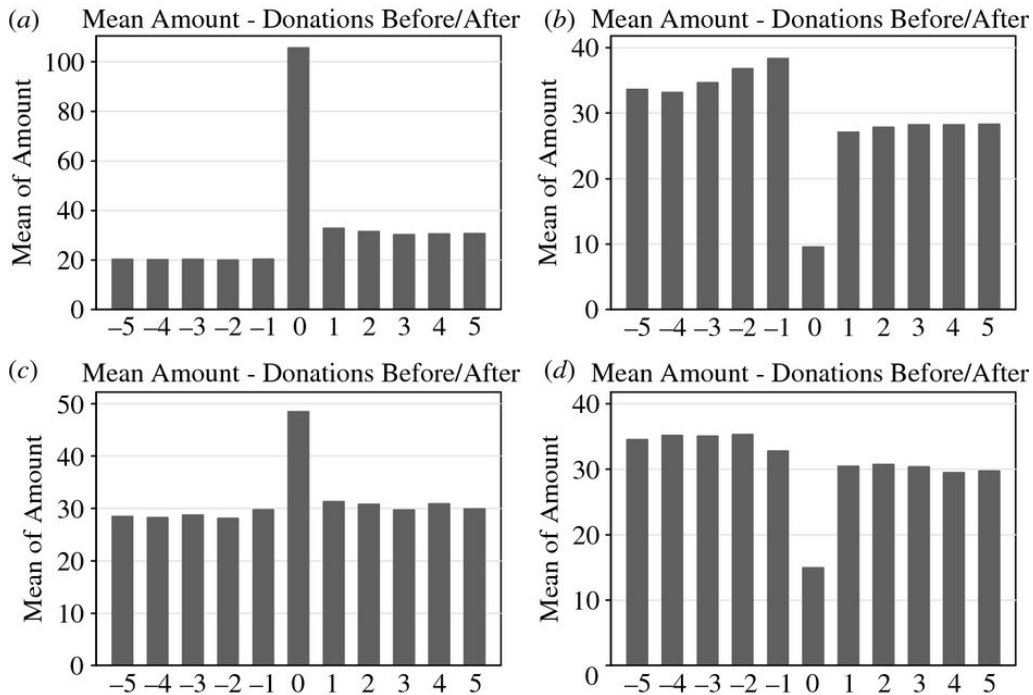 (a) Mean Amount - Donations Before/After
Mean of Amount
100
80
60
40
20
0
–5 –4 –3 –2 –1 0 1 2 3 4 5
(b) Mean Amount - Donations Before/After
Mean of Amount
40
30
20
10
0
–5 –4 –3 –2 –1 0 1 2 3 4 5
(c) Mean Amount - Donations Before/After
Mean of Amount
50
40
30
20
10
0
–5 –4 –3 –2 –1 0 1 2 3 4 5
(d) Mean Amount - Donations Before/After
Mean of Amount
40
30
20
10
0
–5 –4 –3 –2 –1 0 1 2 3 4 5